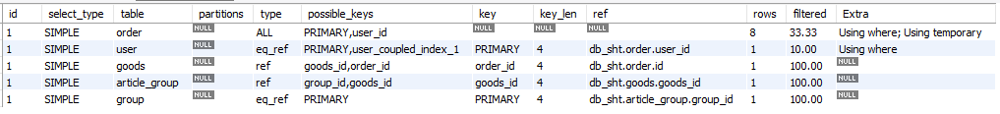 id select_type table partitions type possible_keys key key_len ref rows filtered Extra
1 SIMPLE order NULL ALL PRIMARY,user_id NULL NULL NULL 8 33.33 Using where; Using temporary
1 SIMPLE user NULL eq_ref PRIMARY,user_coupled_index_1 PRIMARY 4 db_sht.order.user_id 1 10.00 Using where
1 SIMPLE goods NULL ref goods_id,order_id order_id 4 db_sht.order.id 1 100.00 NULL
1 SIMPLE article_group NULL ref group_id,goods_id goods_id 4 db_sht.goods.goods_id 1 100.00 NULL
1 SIMPLE group NULL eq_ref PRIMARY PRIMARY 4 db_sht.article_group.group_id 1 100.00 NULL